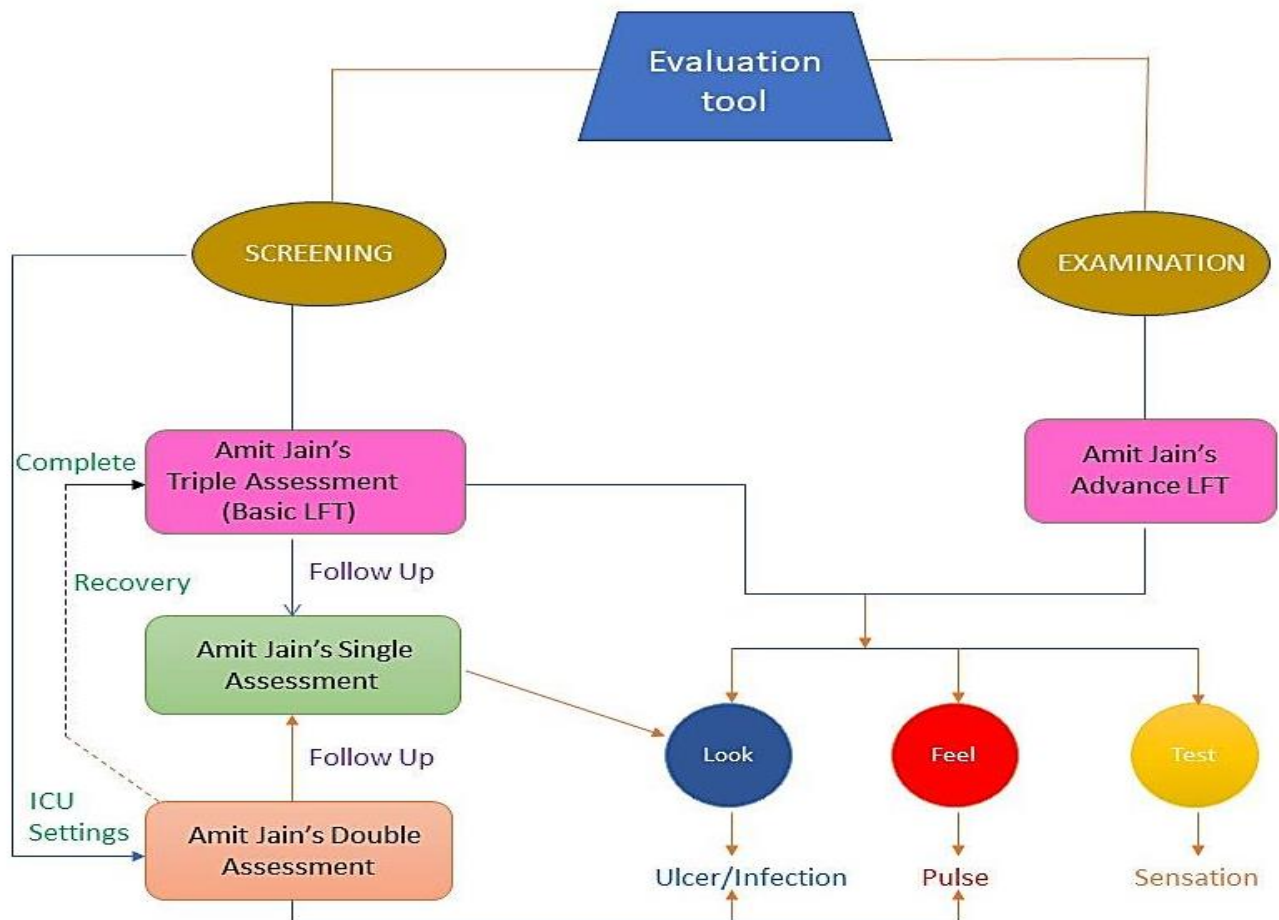 Evaluation
tool
SCREENING
EXAMINATION
Amit Jain's
Triple Assessment
(Basic LFT)
Amit Jain's
Advance LFT
Complete
Follow Up
Recovery
Amit Jain's Single
Assessment
Look
Feel
Test
Follow Up
ICU
Settings
Amit Jain's Double
Assessment
Ulcer/Infection
Pulse
Sensation